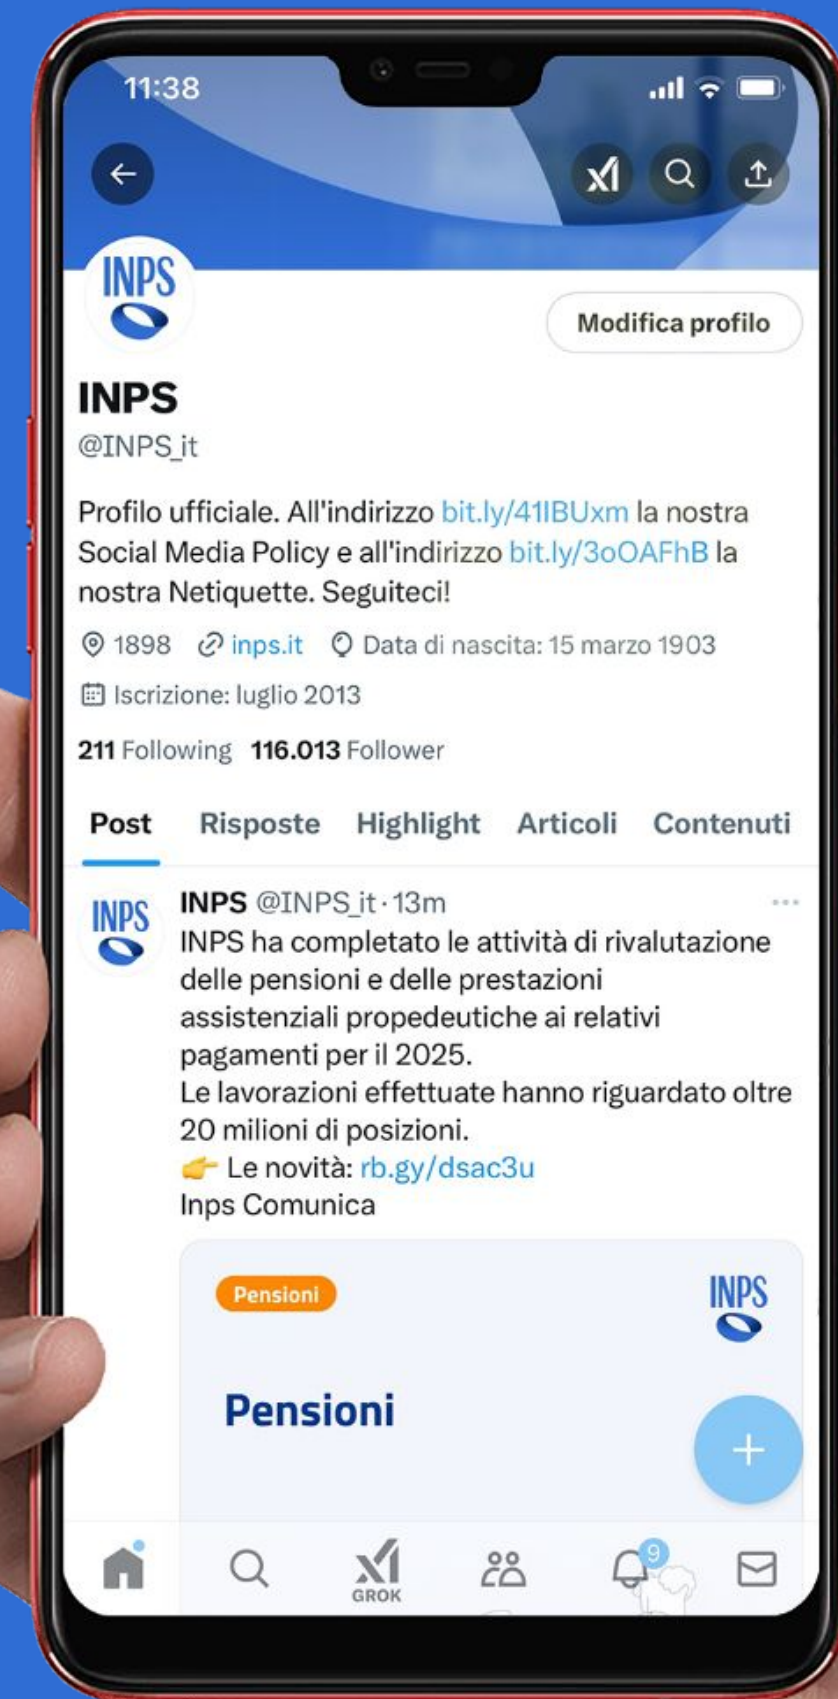 11:38
INPS
Modifica profilo
INPS
@INPS_it
Profilo ufficiale. All'indirizzo bit.ly/41IBUxm la nostra
Social Media Policy e all'indirizzo bit.ly/3oOAFhB la
nostra Netiquette. Seguiteci!
1898 inps.it Data di nascita: 15 marzo 1903
Iscrizione: luglio 2013
211 Following 116.013 Follower
Post Risposte Highlight Articoli Contenuti
INPS
INPS @INPS_it · 13m
INPS ha completato le attività di rivalutazione
delle pensioni e delle prestazioni
assistenziali propedeutiche ai relativi
pagamenti per il 2025.
Le lavorazioni effettuate hanno riguardato oltre
20 milioni di posizioni.
👉 Le novità: rb.gy/dsac3u
Inps Comunica
Pensioni
INPS
Pensioni
9
GROK